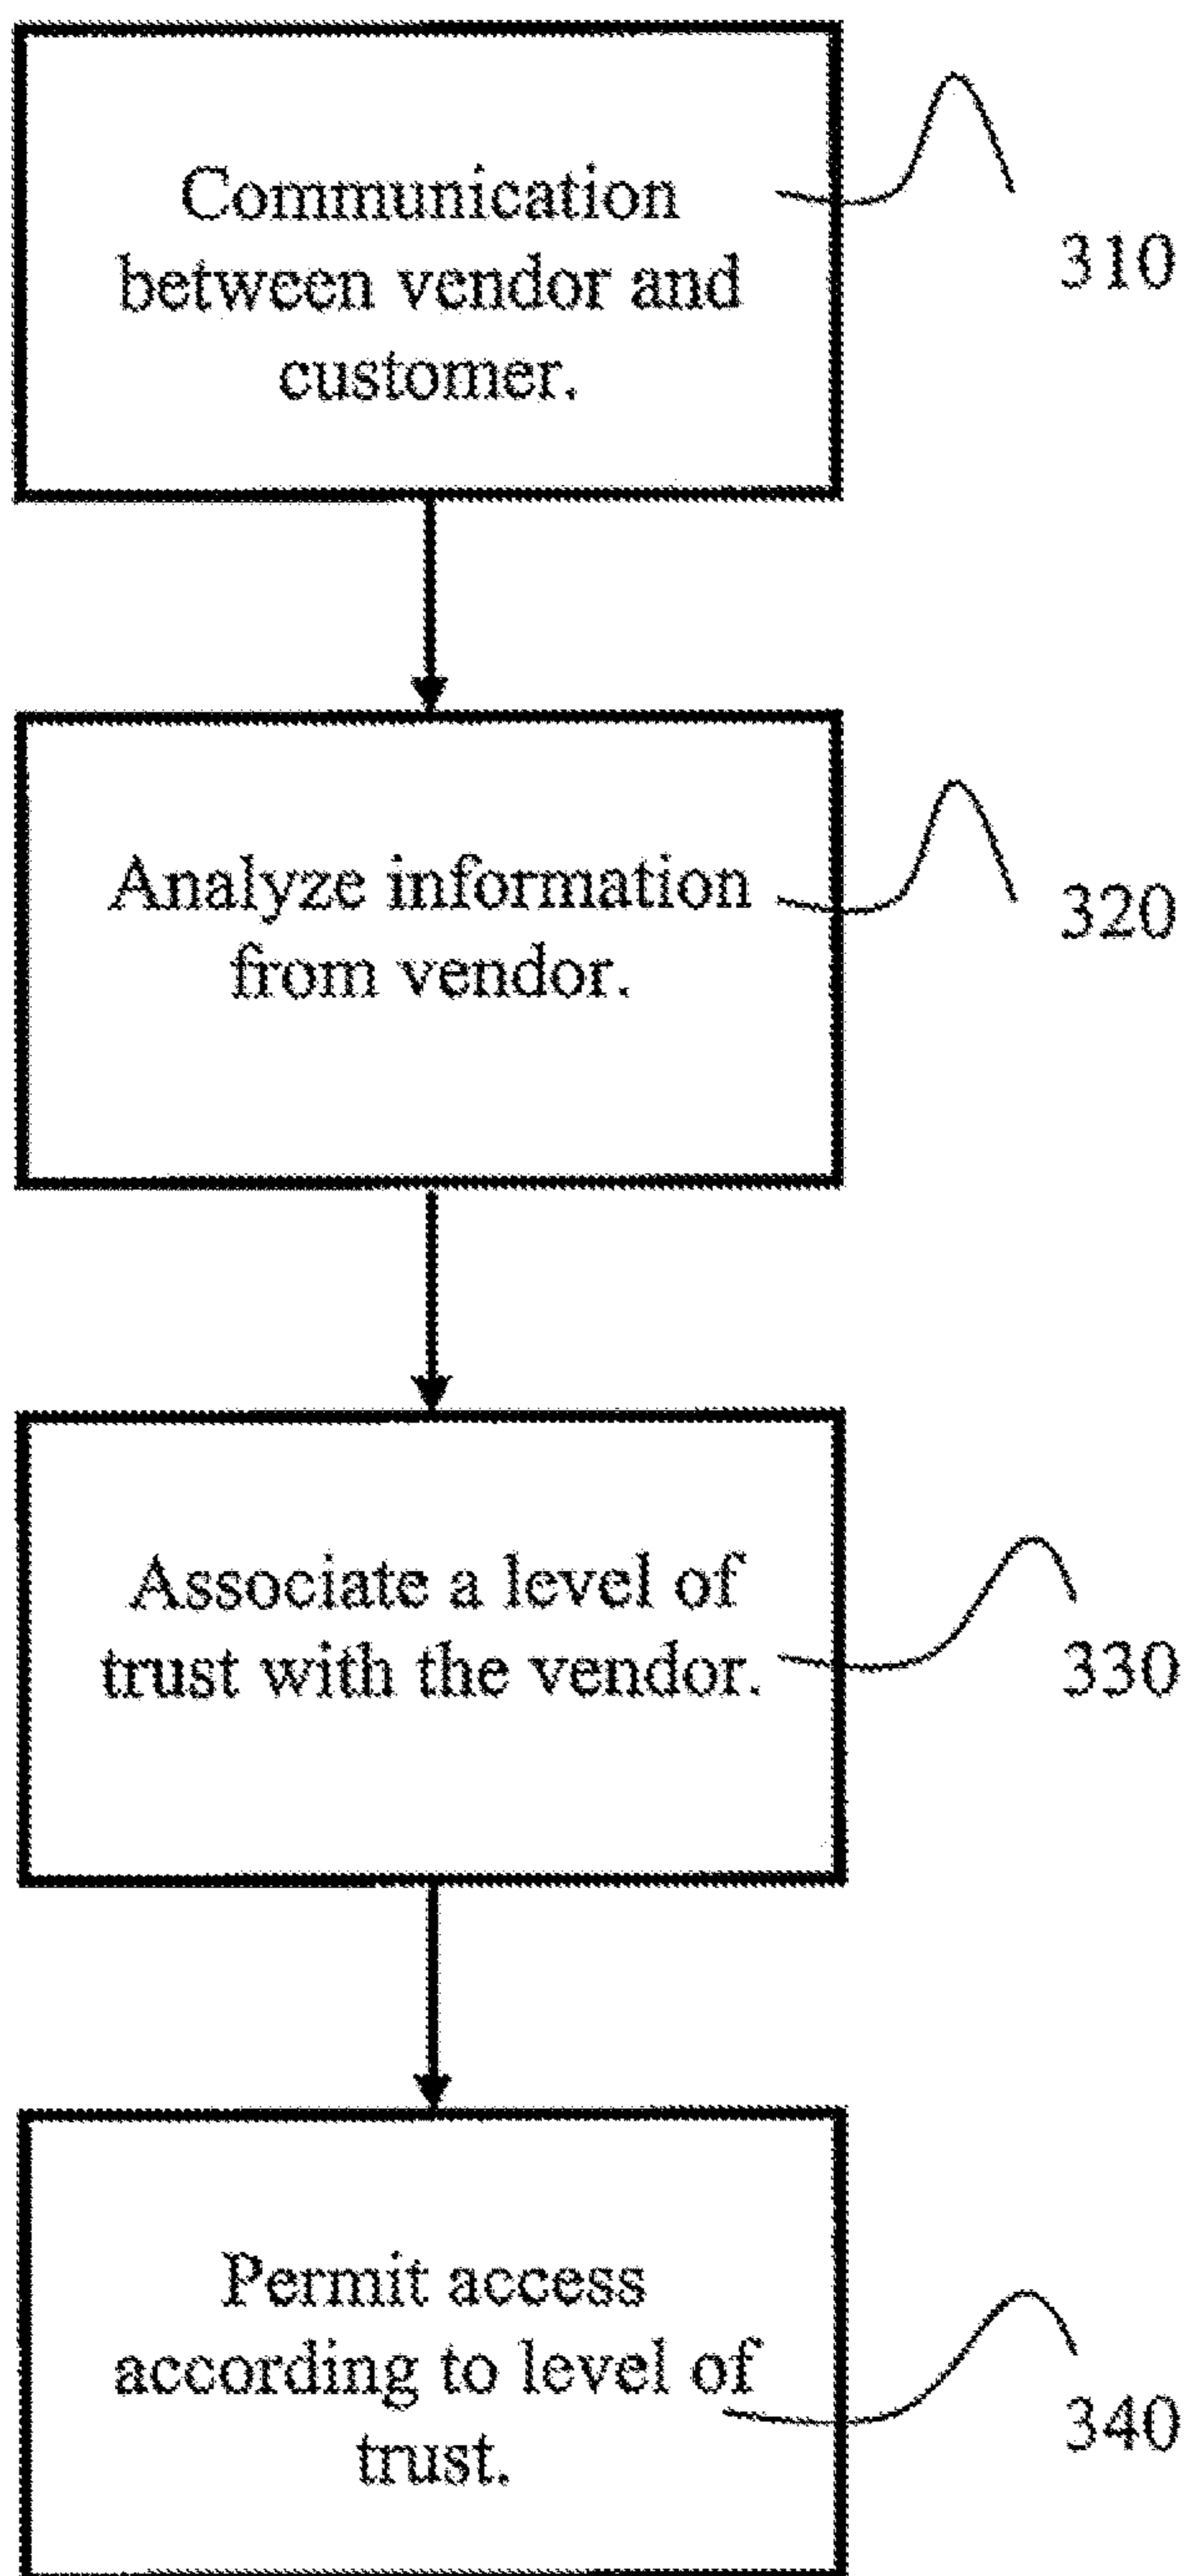 Communication
between vendor and
customer.
310
Analyze information
from vendor.
320
Associate a level of
trust with the vendor.
330
Permit access
according to level of
trust.
340